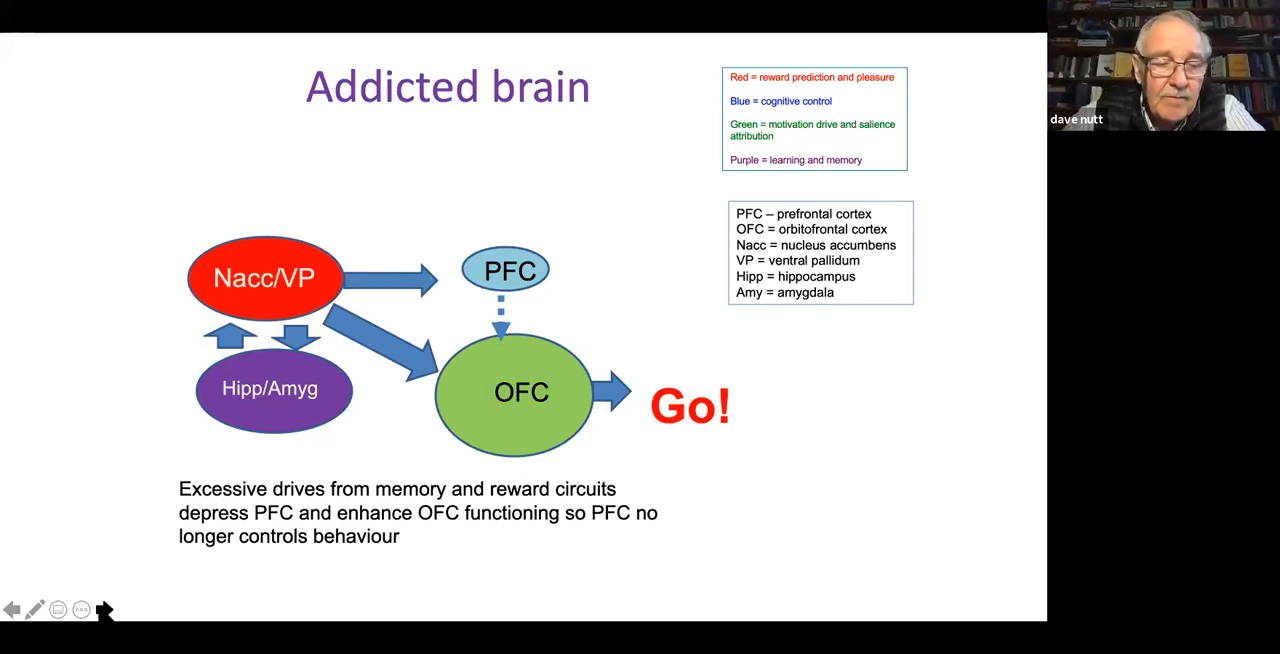 Addicted brain
Red = reward prediction and pleasure
Blue = cognitive control
Green = motivation drive and salience
attribution
Purple = learning and memory
dave nutt
PFC – prefrontal cortex
OFC = orbitofrontal cortex
Nacc = nucleus accumbens
VP = ventral pallidum
Hipp = hippocampus
Amy = amygdala
Nacc/VP
PFC
Hipp/Amyg
OFC
Go!
Excessive drives from memory and reward circuits
depress PFC and enhance OFC functioning so PFC no
longer controls behaviour